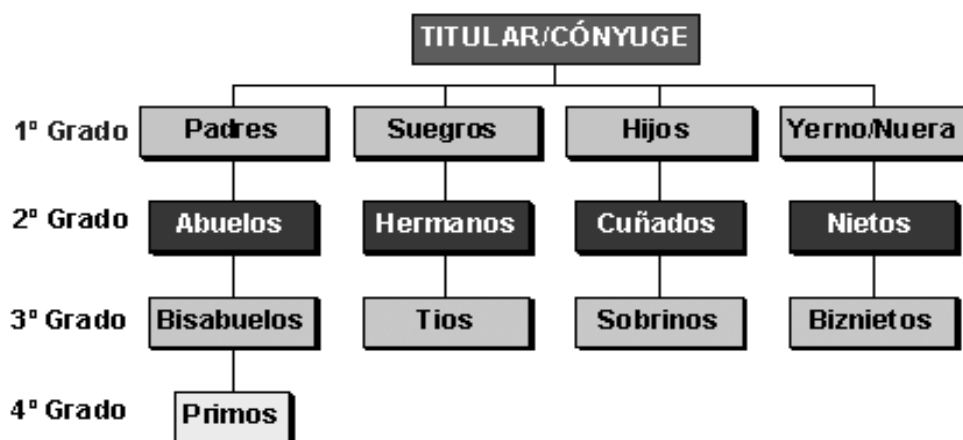 TITULAR/CÓNYUGE
1º Grado Padres Suegros Hijos Yerno/Nuera
2º Grado Abuelos Hermanos Cuñados Nietos
3º Grado Bisabuelos Tios Sobrinos Biznietos
4º Grado Primos